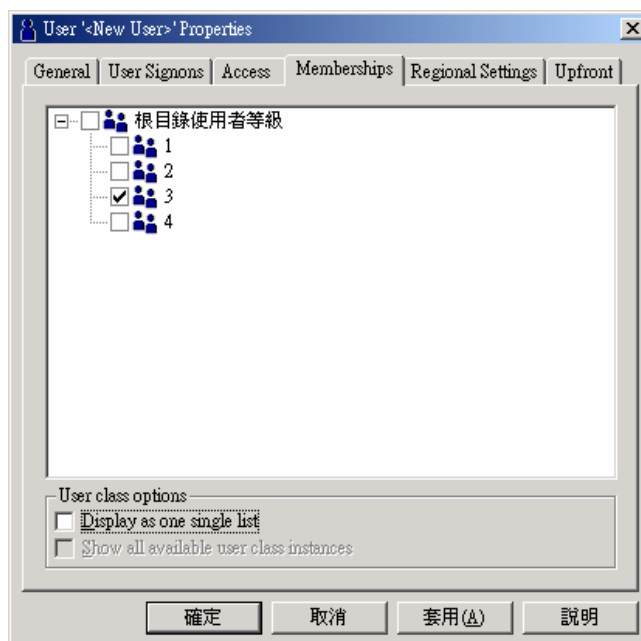 User '<New User>' Properties
General User Signons Access Memberships Regional Settings Upfront
根目錄使用者等級
1
2
3
4
User class options
Display as one single list
Show all available user class instances
確定 取消 套用(A) 說明